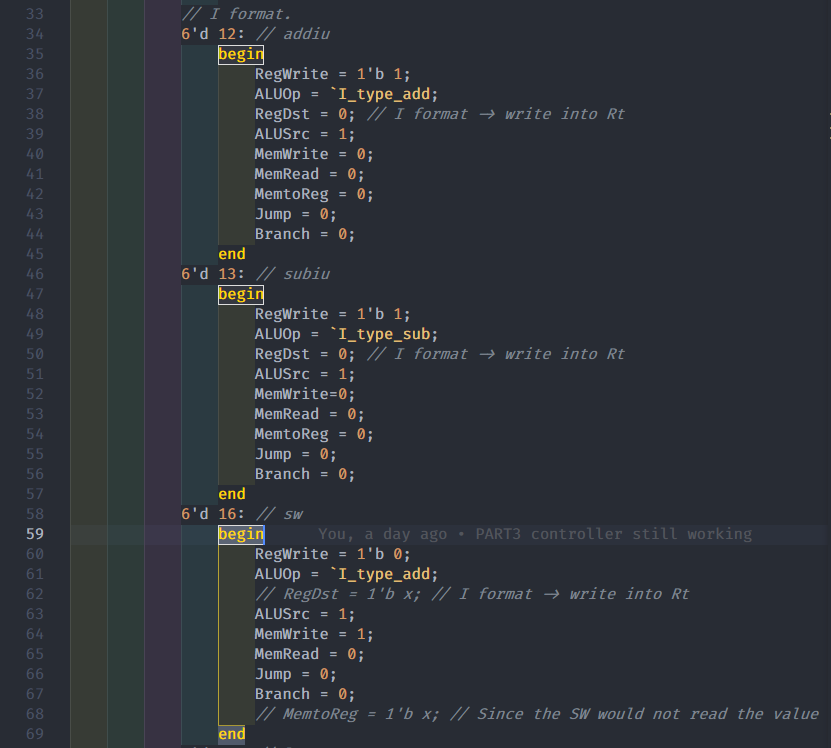 33 // I format.
34 6'd 12: // addiu
35 begin
36 RegWrite = 1'b 1;
37 ALUOp = `I_type_add;
38 RegDst = 0; // I format → write into Rt
39 ALUSrc = 1;
40 MemWrite = 0;
41 MemRead = 0;
42 MemtoReg = 0;
43 Jump = 0;
44 Branch = 0;
45 end
46 6'd 13: // subiu
47 begin
48 RegWrite = 1'b 1;
49 ALUOp = `I_type_sub;
50 RegDst = 0; // I format → write into Rt
51 ALUSrc = 1;
52 MemWrite=0;
53 MemRead = 0;
54 MemtoReg = 0;
55 Jump = 0;
56 Branch = 0;
57 end
58 6'd 16: // sw
59 begin You, a day ago • PART3 controller still working
60 RegWrite = 1'b 0;
61 ALUOp = `I_type_add;
62 // RegDst = 1'b x; // I format → write into Rt
63 ALUSrc = 1;
64 MemWrite = 1;
65 MemRead = 0;
66 Jump = 0;
67 Branch = 0;
68 // MemtoReg = 1'b x; // Since the SW would not read the value
69 end